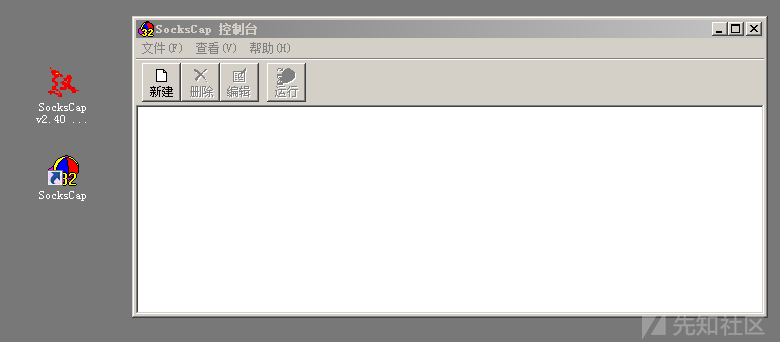 SocksCap 控制台
文件(F) 查看(V) 帮助(H)
新建 删除 编辑 运行
SocksCap
v2.40 ...
32
SocksCap
先知社区